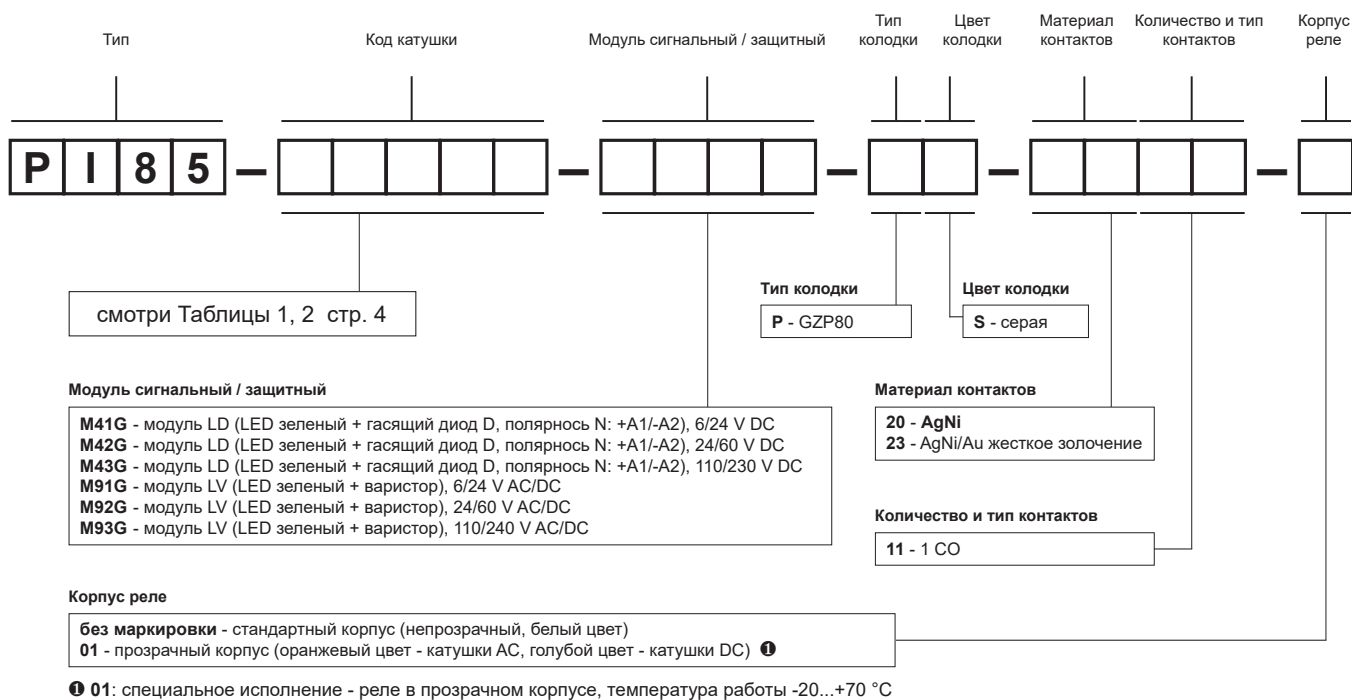 Тип
Код катушки
Модуль сигнальный / защитный
Тип
колодки
Цвет
колодки
Материал
контактов
Количество и тип
контактов
Корпус
реле
P I 8 5 – – – – –
смотри Таблицы 1, 2 стр. 4
Тип колодки
P - GZP80
Цвет колодки
S - серая
Модуль сигнальный / защитный
M41G - модуль LD (LED зеленый + гасящий диод D, полярнось N: +A1/-A2), 6/24 V DC
M42G - модуль LD (LED зеленый + гасящий диод D, полярнось N: +A1/-A2), 24/60 V DC
M43G - модуль LD (LED зеленый + гасящий диод D, полярнось N: +A1/-A2), 110/230 V DC
M91G - модуль LV (LED зеленый + варистор), 6/24 V AC/DC
M92G - модуль LV (LED зеленый + варистор), 24/60 V AC/DC
M93G - модуль LV (LED зеленый + варистор), 110/240 V AC/DC
Материал контактов
20 - AgNi
23 - AgNi/Au жесткое золочение
Количество и тип контактов
11 - 1 CO
Корпус реле
без маркировки - стандартный корпус (непрозрачный, белый цвет)
01 - прозрачный корпус (оранжевый цвет - катушки AC, голубой цвет - катушки DC) ❶
❶ 01: специальное исполнение - реле в прозрачном корпусе, температура работы -20...+70 °C